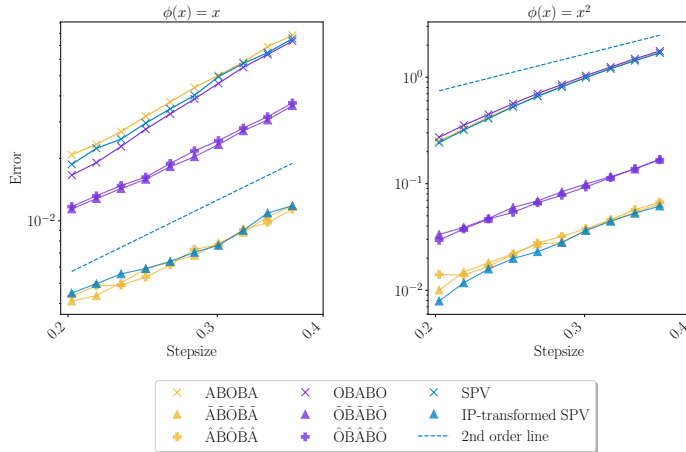 ϕ(x) = x
ϕ(x) = x²
Error
10⁻²
10⁰
10⁻¹
10⁻²
0.2
0.3
0.4
0.2
0.3
0.4
Stepsize
Stepsize
ABOBA
ÃB̃ÕB̃Ã
ÂB̂ÔB̂Â
OBABO
ÕB̃ÃB̃Õ
ÔB̂ÂB̂Ô
SPV
IP-transformed SPV
2nd order line